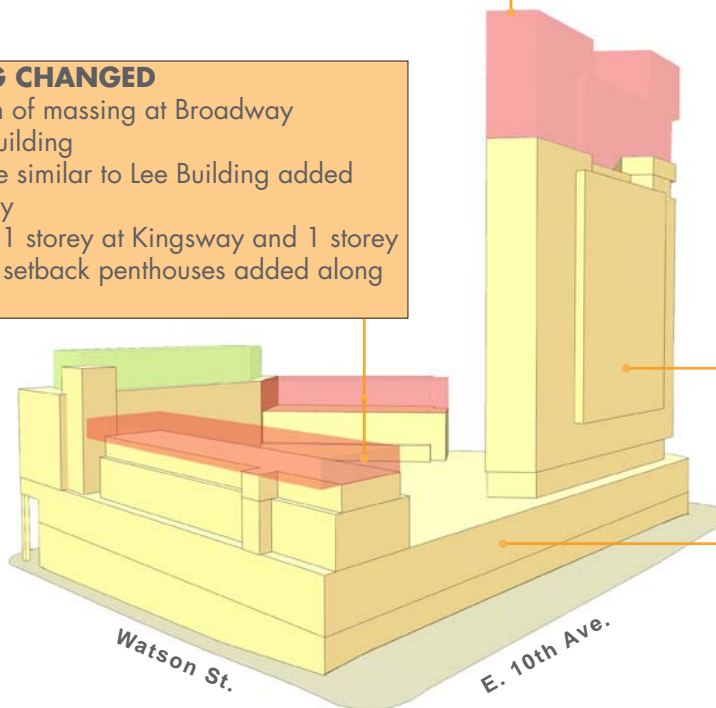 G CHANGED
n of massing at Broadway
uilding
e similar to Lee Building added
y
1 storey at Kingsway and 1 storey
setback penthouses added along
Watson St.
E. 10th Ave.